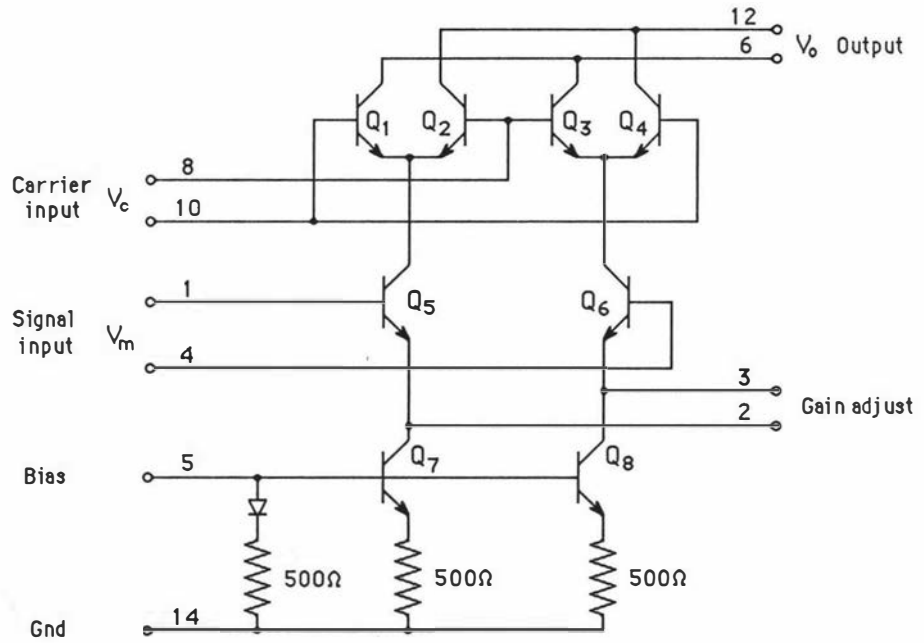 12
6
V₀ Output
Q₁ Q₂ Q₃ Q₄
8
Carrier input
V꜀
10
1
Q₅ Q₆
Signal input
Vₘ
4
3
2
Gain adjust
Q₇ Q₈
5
Bias
500Ω 500Ω 500Ω
14
Gnd